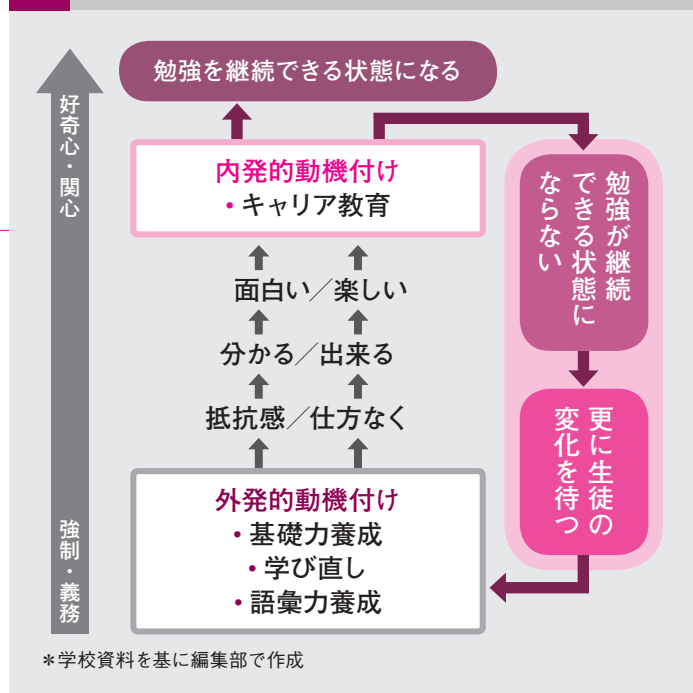 勉強を継続できる状態になる
好奇心・関心
内発的動機付け
・キャリア教育
面白い／楽しい
分かる／出来る
抵抗感／仕方なく
外発的動機付け
・基礎力養成
・学び直し
・語彙力養成
強制・義務
勉強が継続
できる状態に
ならない
更に生徒の
変化を待つ
＊学校資料を基に編集部で作成